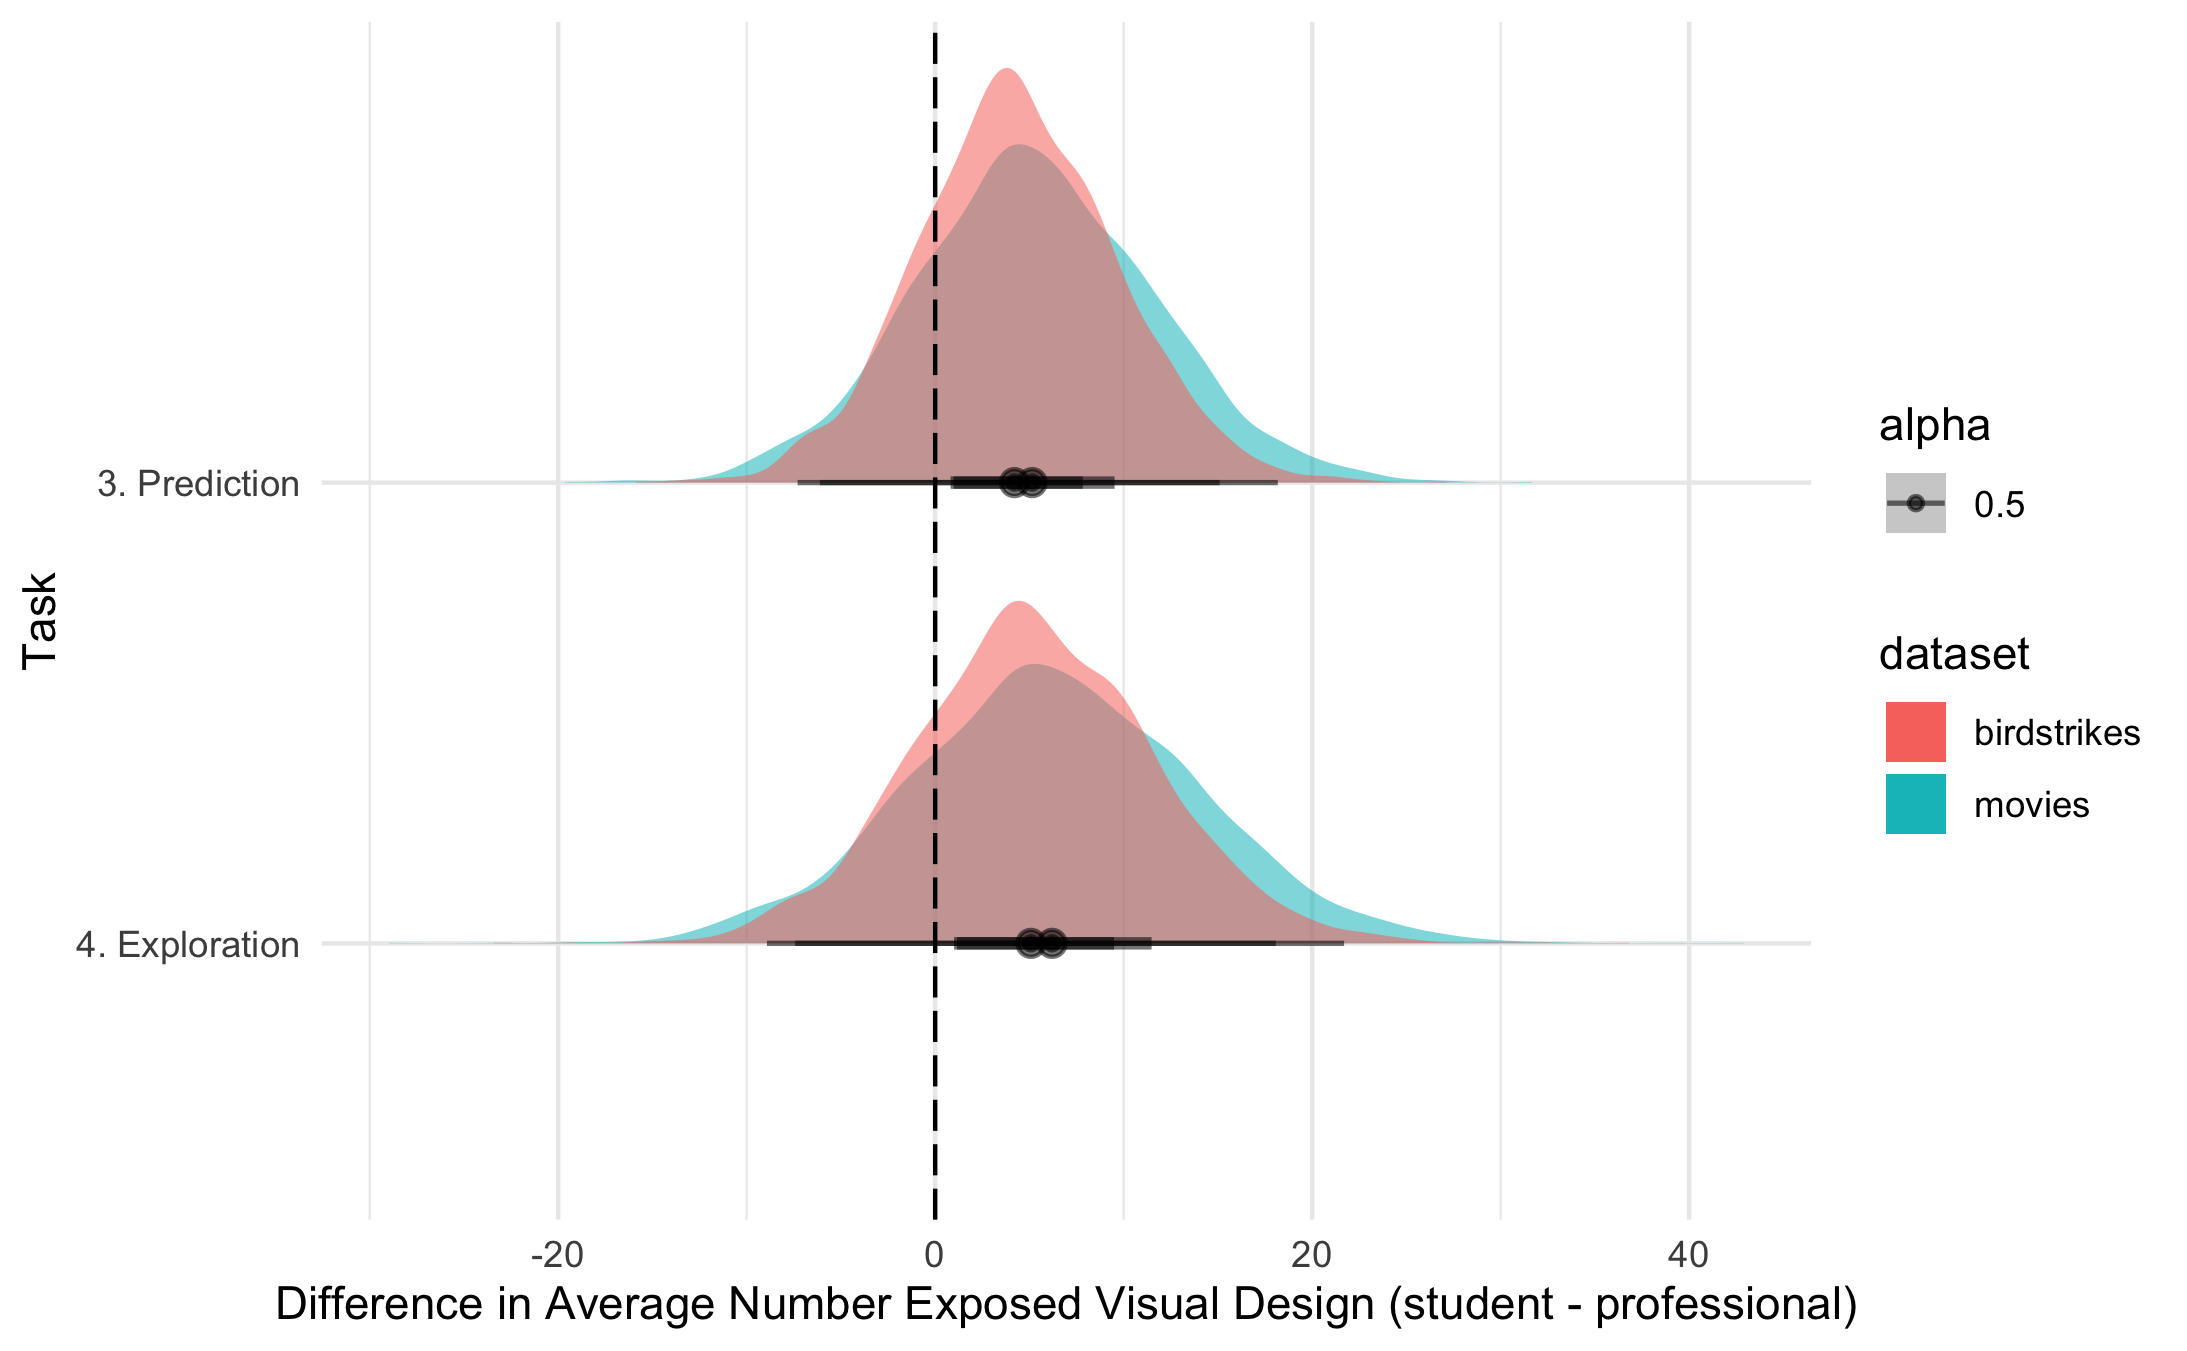 3. Prediction
4. Exploration
Task
-20
0
20
40
Difference in Average Number Exposed Visual Design (student - professional)
alpha
0.5
dataset
birdstrikes
movies